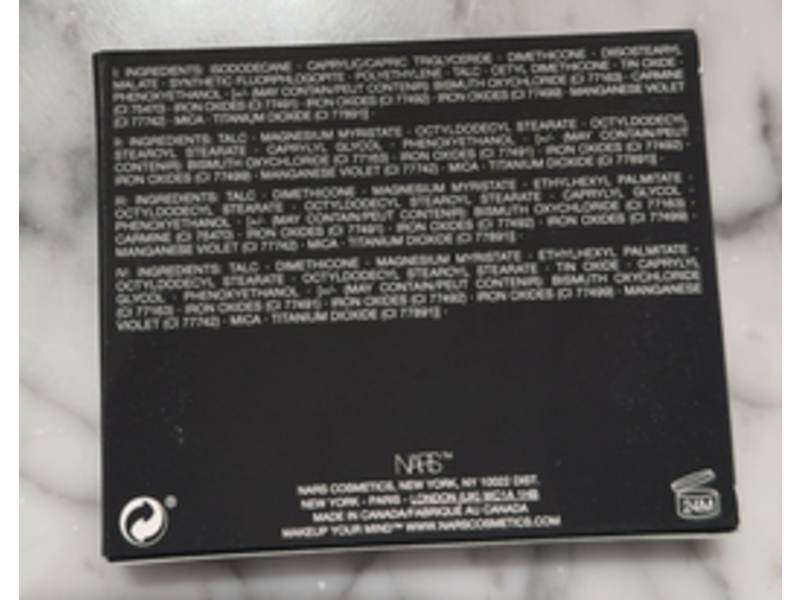 I: INGREDIENTS: ISODODECANE · CAPRYLIC/CAPRIC TRIGLYCERIDE · DIMETHICONE · DIISOSTEARYL
MALATE · SYNTHETIC FLUORPHLOGOPITE · POLYETHYLENE · TALC · CETYL DIMETHICONE · TIN OXIDE ·
PHENOXYETHANOL · [+/- (MAY CONTAIN/PEUT CONTENIR) BISMUTH OXYCHLORIDE (CI 77163) · CARMINE
(CI 75470) · IRON OXIDES (CI 77491) · IRON OXIDES (CI 77492) · IRON OXIDES (CI 77499) · MANGANESE VIOLET
(CI 77742) · MICA · TITANIUM DIOXIDE (CI 77891)] ·
II: INGREDIENTS: TALC · MAGNESIUM MYRISTATE · OCTYLDODECYL STEARATE · OCTYLDODECYL
STEAROYL STEARATE · CAPRYLYL GLYCOL · PHENOXYETHANOL · [+/- (MAY CONTAIN/PEUT
CONTENIR) BISMUTH OXYCHLORIDE (CI 77163) · IRON OXIDES (CI 77491) · IRON OXIDES (CI 77492) ·
IRON OXIDES (CI 77499) · MANGANESE VIOLET (CI 77742) · MICA · TITANIUM DIOXIDE (CI 77891)] ·
III: INGREDIENTS: TALC · DIMETHICONE · MAGNESIUM MYRISTATE · ETHYLHEXYL PALMITATE ·
OCTYLDODECYL STEARATE · OCTYLDODECYL STEAROYL STEARATE · CAPRYLYL GLYCOL ·
PHENOXYETHANOL · [+/- (MAY CONTAIN/PEUT CONTENIR) BISMUTH OXYCHLORIDE (CI 77163) ·
CARMINE (CI 75470) · IRON OXIDES (CI 77491) · IRON OXIDES (CI 77492) · IRON OXIDES (CI 77499) ·
MANGANESE VIOLET (CI 77742) · MICA · TITANIUM DIOXIDE (CI 77891)] ·
IV: INGREDIENTS: TALC · DIMETHICONE · MAGNESIUM MYRISTATE · ETHYLHEXYL PALMITATE ·
OCTYLDODECYL STEARATE · OCTYLDODECYL STEAROYL STEARATE · TIN OXIDE · CAPRYLYL
GLYCOL · PHENOXYETHANOL · [+/- (MAY CONTAIN/PEUT CONTENIR) BISMUTH OXYCHLORIDE
(CI 77163) · IRON OXIDES (CI 77491) · IRON OXIDES (CI 77492) · IRON OXIDES (CI 77499) · MANGANESE
VIOLET (CI 77742) · MICA · TITANIUM DIOXIDE (CI 77891)] ·
NARS™
NARS COSMETICS, NEW YORK, NY 10022 DIST.
NEW YORK · PARIS · LONDON (UK) WC1A 1HB
MADE IN CANADA/FABRIQUÉ AU CANADA
MAKEUP YOUR MIND™ WWW.NARSCOSMETICS.COM
®
24M